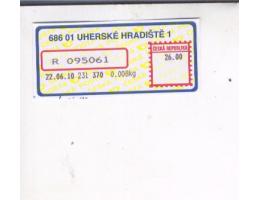 686 01 UHERSKÉ HRADIŠTĚ 1
ČESKÁ REPUBLIKA
R 095061
26.00
22.06.10 231 370 0.008kg